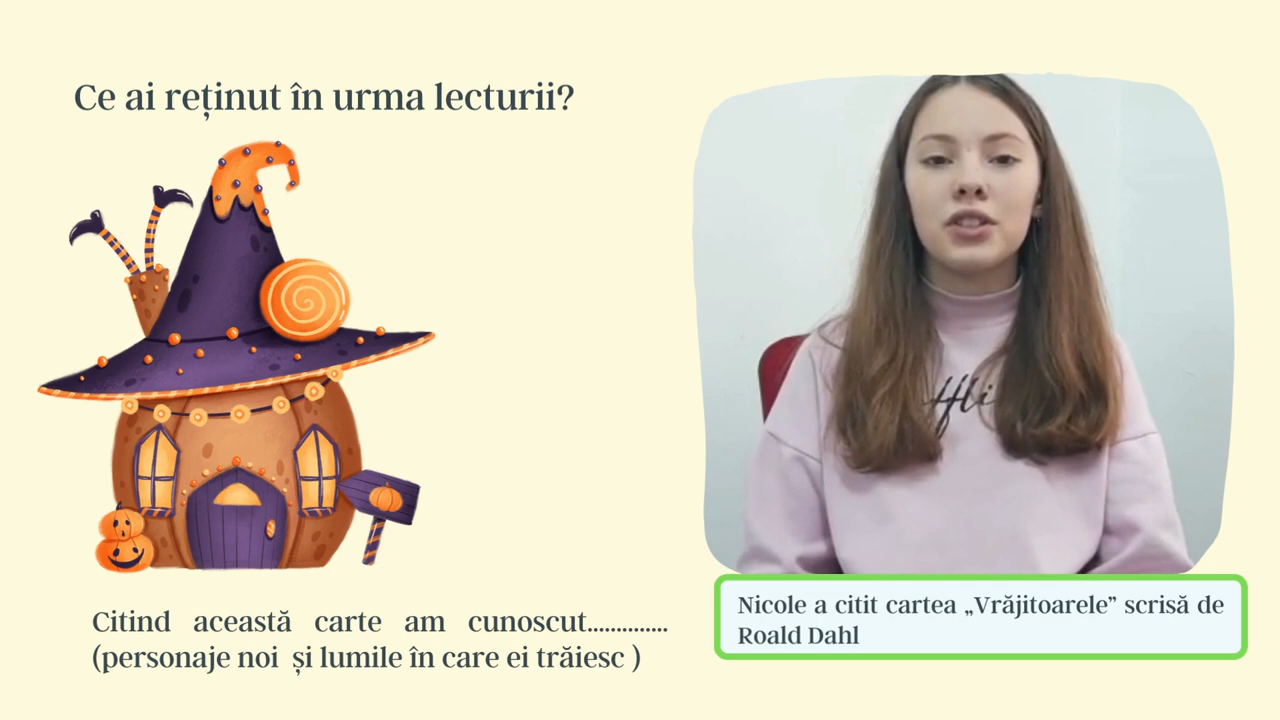 Ce ai reținut în urma lecturii?
Citind această carte am cunoscut..............
(personaje noi și lumile în care ei trăiesc )
Nicole a citit cartea „Vrăjitoarele” scrisă de
Roald Dahl